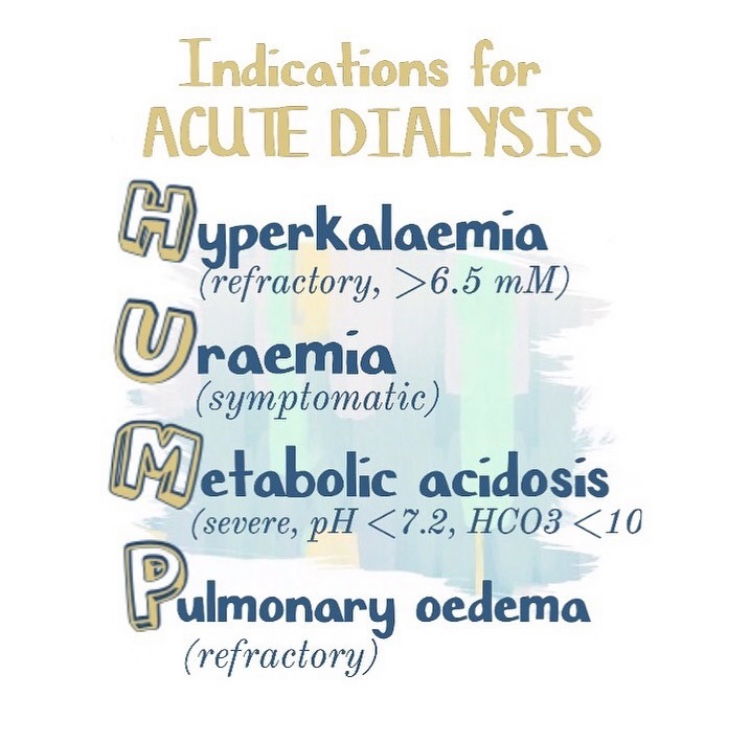 Indications for
ACUTE DIALYSIS
Hyperkalaemia
(refractory, >6.5 mM)
Uraemia
(symptomatic)
Metabolic acidosis
(severe, pH <7.2, HCO3 <10
Pulmonary oedema
(refractory)